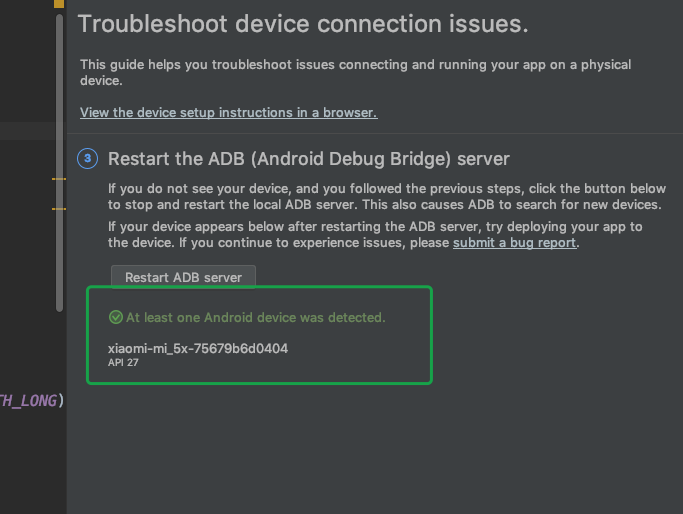 Troubleshoot device connection issues.
This guide helps you troubleshoot issues connecting and running your app on a physical
device.
View the device setup instructions in a browser.
3 Restart the ADB (Android Debug Bridge) server
If you do not see your device, and you followed the previous steps, click the button below
to stop and restart the local ADB server. This also causes ADB to search for new devices.
If your device appears below after restarting the ADB server, try deploying your app to
the device. If you continue to experience issues, please submit a bug report.
Restart ADB server
At least one Android device was detected.
xiaomi-mi_5x-75679b6d0404
API 27
TH_LONG)